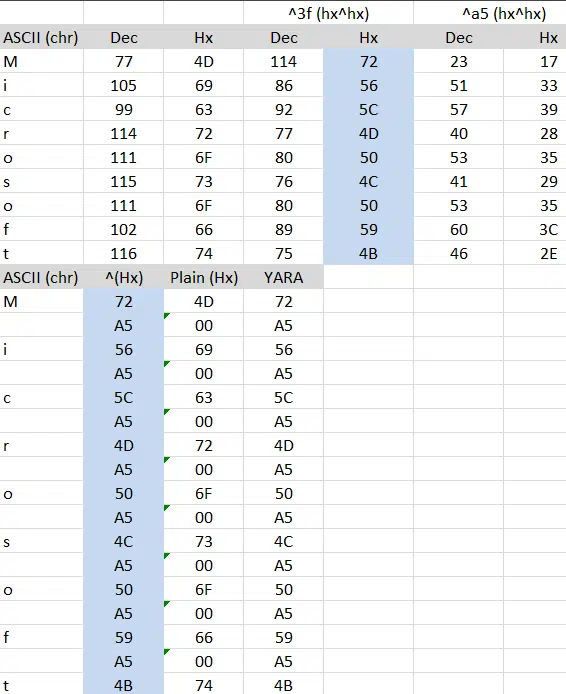 ^3f (hx^hx) ^a5 (hx^hx)
ASCII (chr) Dec Hx Dec Hx Dec Hx
M 77 4D 114 72 23 17
i 105 69 86 56 51 33
c 99 63 92 5C 57 39
r 114 72 77 4D 40 28
o 111 6F 80 50 53 35
s 115 73 76 4C 41 29
o 111 6F 80 50 53 35
f 102 66 89 59 60 3C
t 116 74 75 4B 46 2E
ASCII (chr) ^(Hx) Plain (Hx) YARA
M 72 4D 72
A5 00 A5
i 56 69 56
A5 00 A5
c 5C 63 5C
A5 00 A5
r 4D 72 4D
A5 00 A5
o 50 6F 50
A5 00 A5
s 4C 73 4C
A5 00 A5
o 50 6F 50
A5 00 A5
f 59 66 59
A5 00 A5
t 4B 74 4B